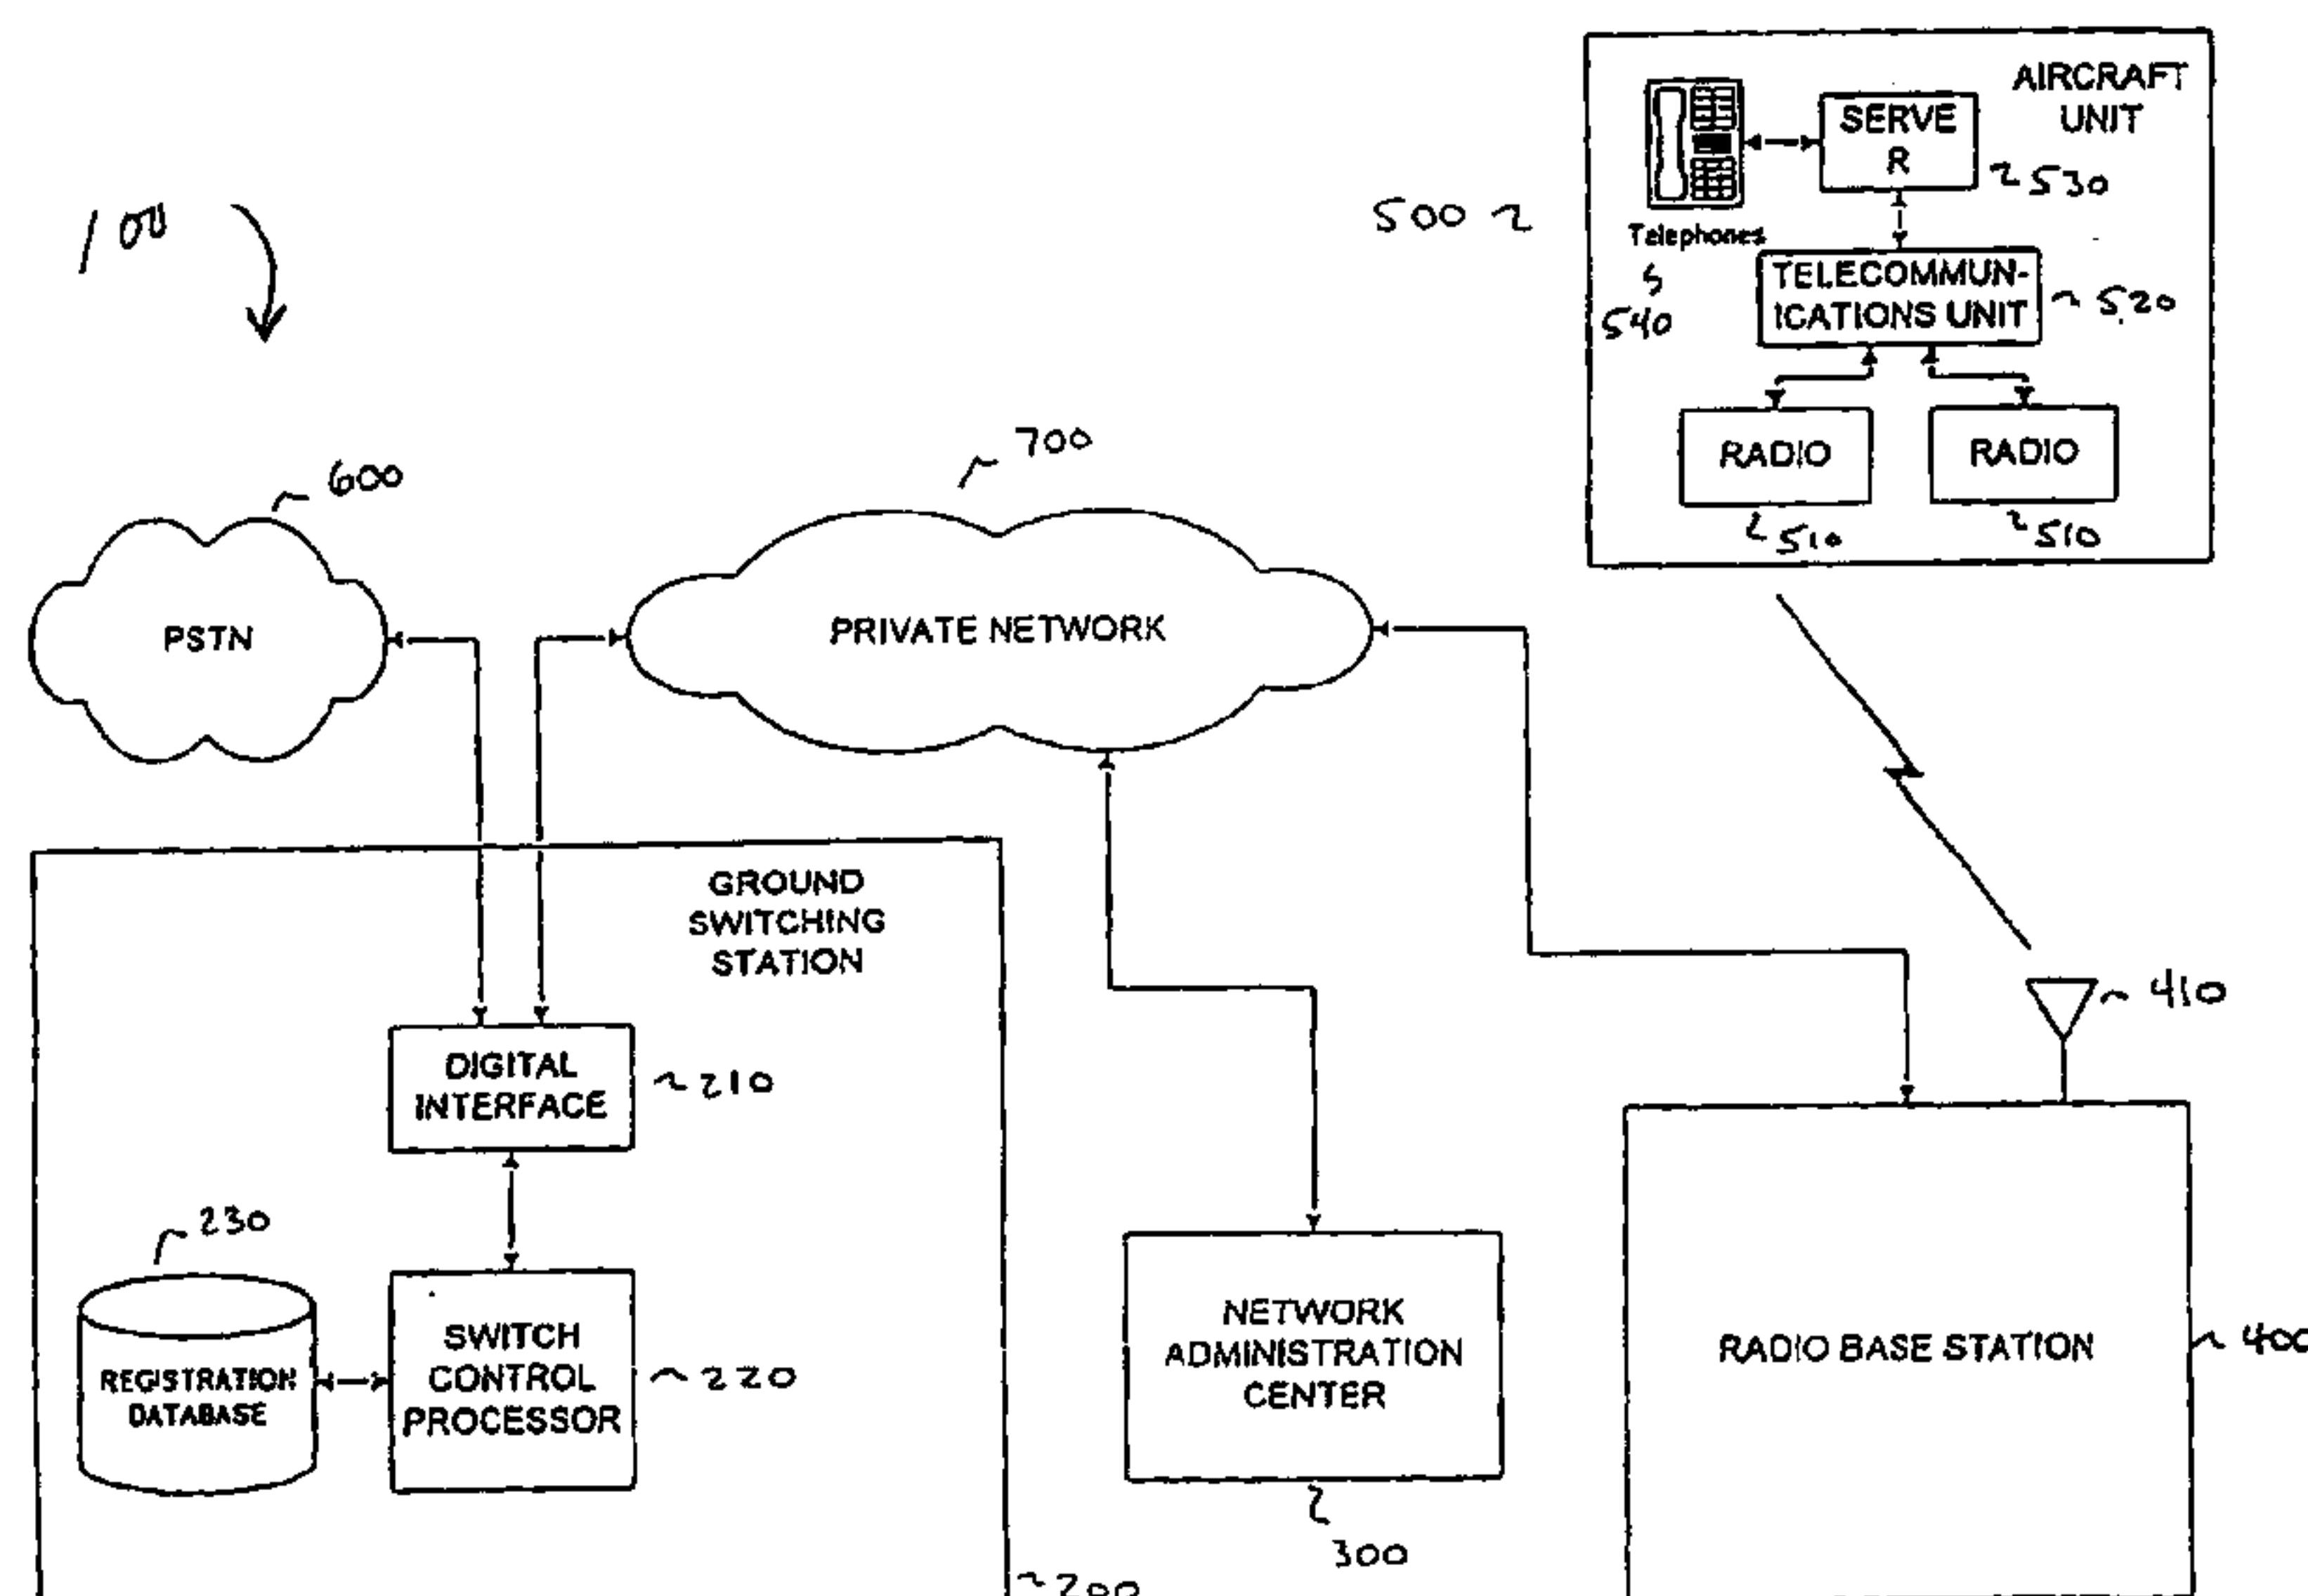 100
AIRCRAFT
UNIT
SERVE
R
530
500
Telephones
540
TELECOMMUN-
ICATIONS UNIT
520
RADIO
RADIO
510
510
600
700
PSTN
PRIVATE NETWORK
GROUND
SWITCHING
STATION
410
DIGITAL
INTERFACE
210
230
REGISTRATION
DATABASE
SWITCH
CONTROL
PROCESSOR
220
NETWORK
ADMINISTRATION
CENTER
300
RADIO BASE STATION
400
200